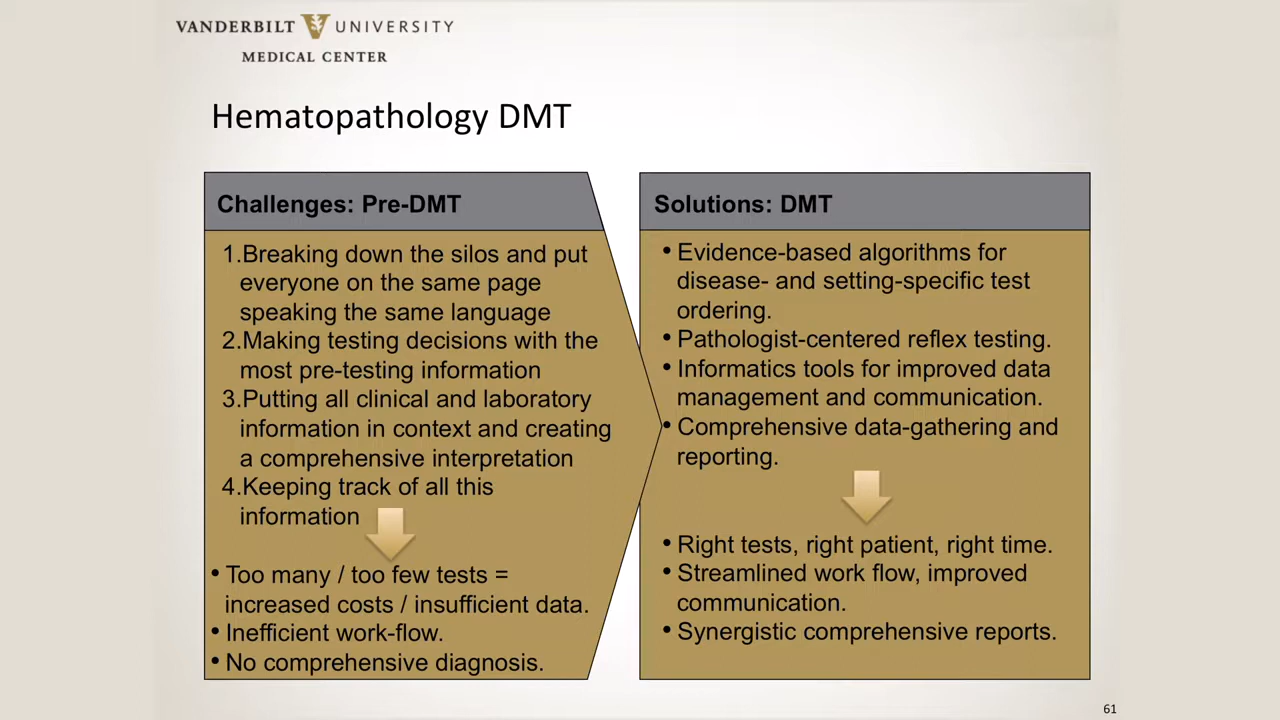 VANDERBILT UNIVERSITY
MEDICAL CENTER
Hematopathology DMT
Challenges: Pre-DMT
1.Breaking down the silos and put
everyone on the same page
speaking the same language
2.Making testing decisions with the
most pre-testing information
3.Putting all clinical and laboratory
information in context and creating
a comprehensive interpretation
4.Keeping track of all this
information
• Too many / too few tests =
increased costs / insufficient data.
• Inefficient work-flow.
• No comprehensive diagnosis.
Solutions: DMT
• Evidence-based algorithms for
disease- and setting-specific test
ordering.
• Pathologist-centered reflex testing.
• Informatics tools for improved data
management and communication.
• Comprehensive data-gathering and
reporting.
• Right tests, right patient, right time.
• Streamlined work flow, improved
communication.
• Synergistic comprehensive reports.
61